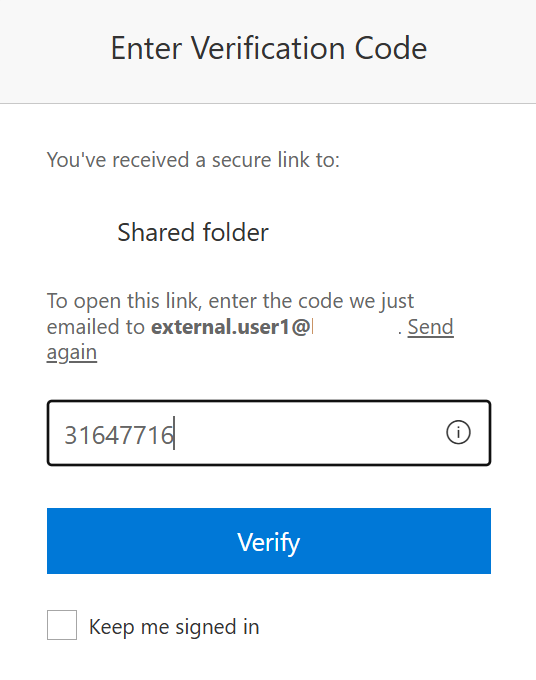 Enter Verification Code
You've received a secure link to:
Shared folder
To open this link, enter the code we just
emailed to external.user1@ . Send
again
31647716
Verify
Keep me signed in